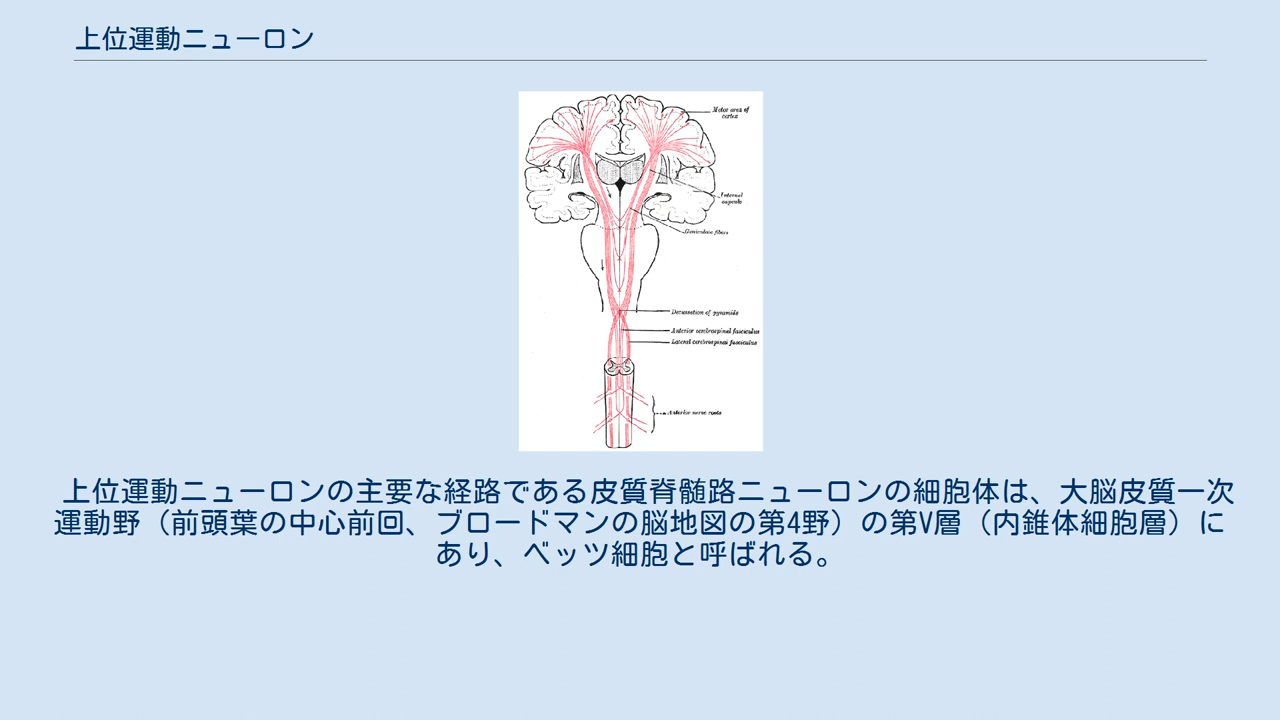 上位運動ニューロン
Motor area of
cortex
Internal
capsule
Geniculate fibers
Decussation of pyramids
Anterior cerebrospinal fasciculus
Lateral cerebrospinal fasciculus
Anterior nerve roots
上位運動ニューロンの主要な経路である皮質脊髄路ニューロンの細胞体は、大脳皮質一次
運動野（前頭葉の中心前回、ブロードマンの脳地図の第4野）の第V層（内錐体細胞層）に
あり、ベッツ細胞と呼ばれる。